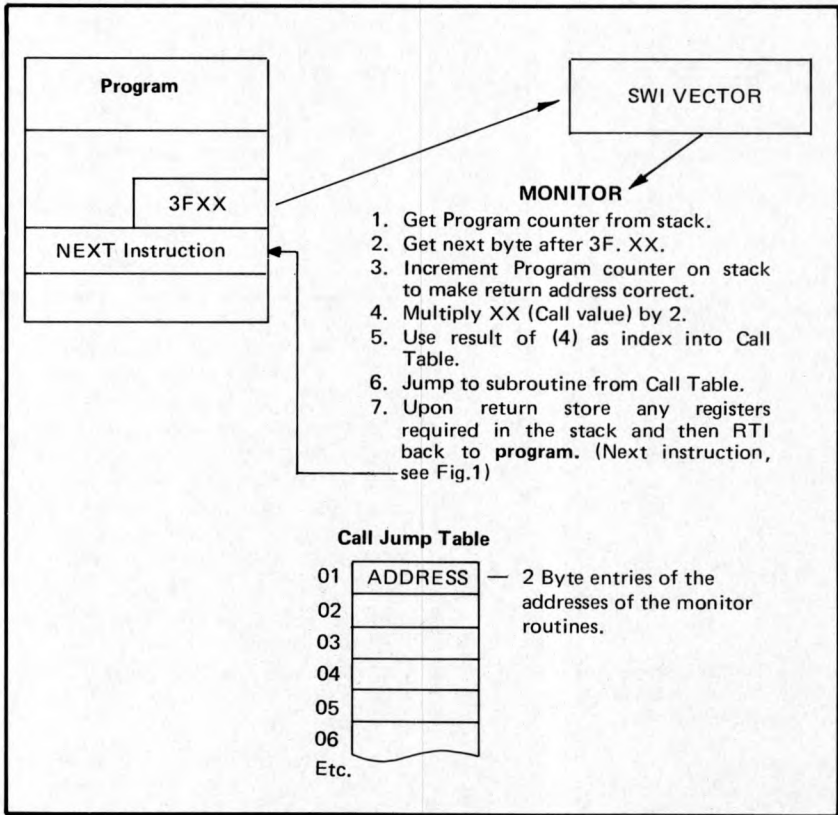 Program
SWI VECTOR
3FXX
NEXT Instruction
MONITOR
1. Get Program counter from stack.
2. Get next byte after 3F. XX.
3. Increment Program counter on stack
to make return address correct.
4. Multiply XX (Call value) by 2.
5. Use result of (4) as index into Call
Table.
6. Jump to subroutine from Call Table.
7. Upon return store any registers
required in the stack and then RTI
back to program. (Next instruction,
see Fig.1)
Call Jump Table
01 ADDRESS — 2 Byte entries of the
addresses of the monitor
routines.
02
03
04
05
06
Etc.